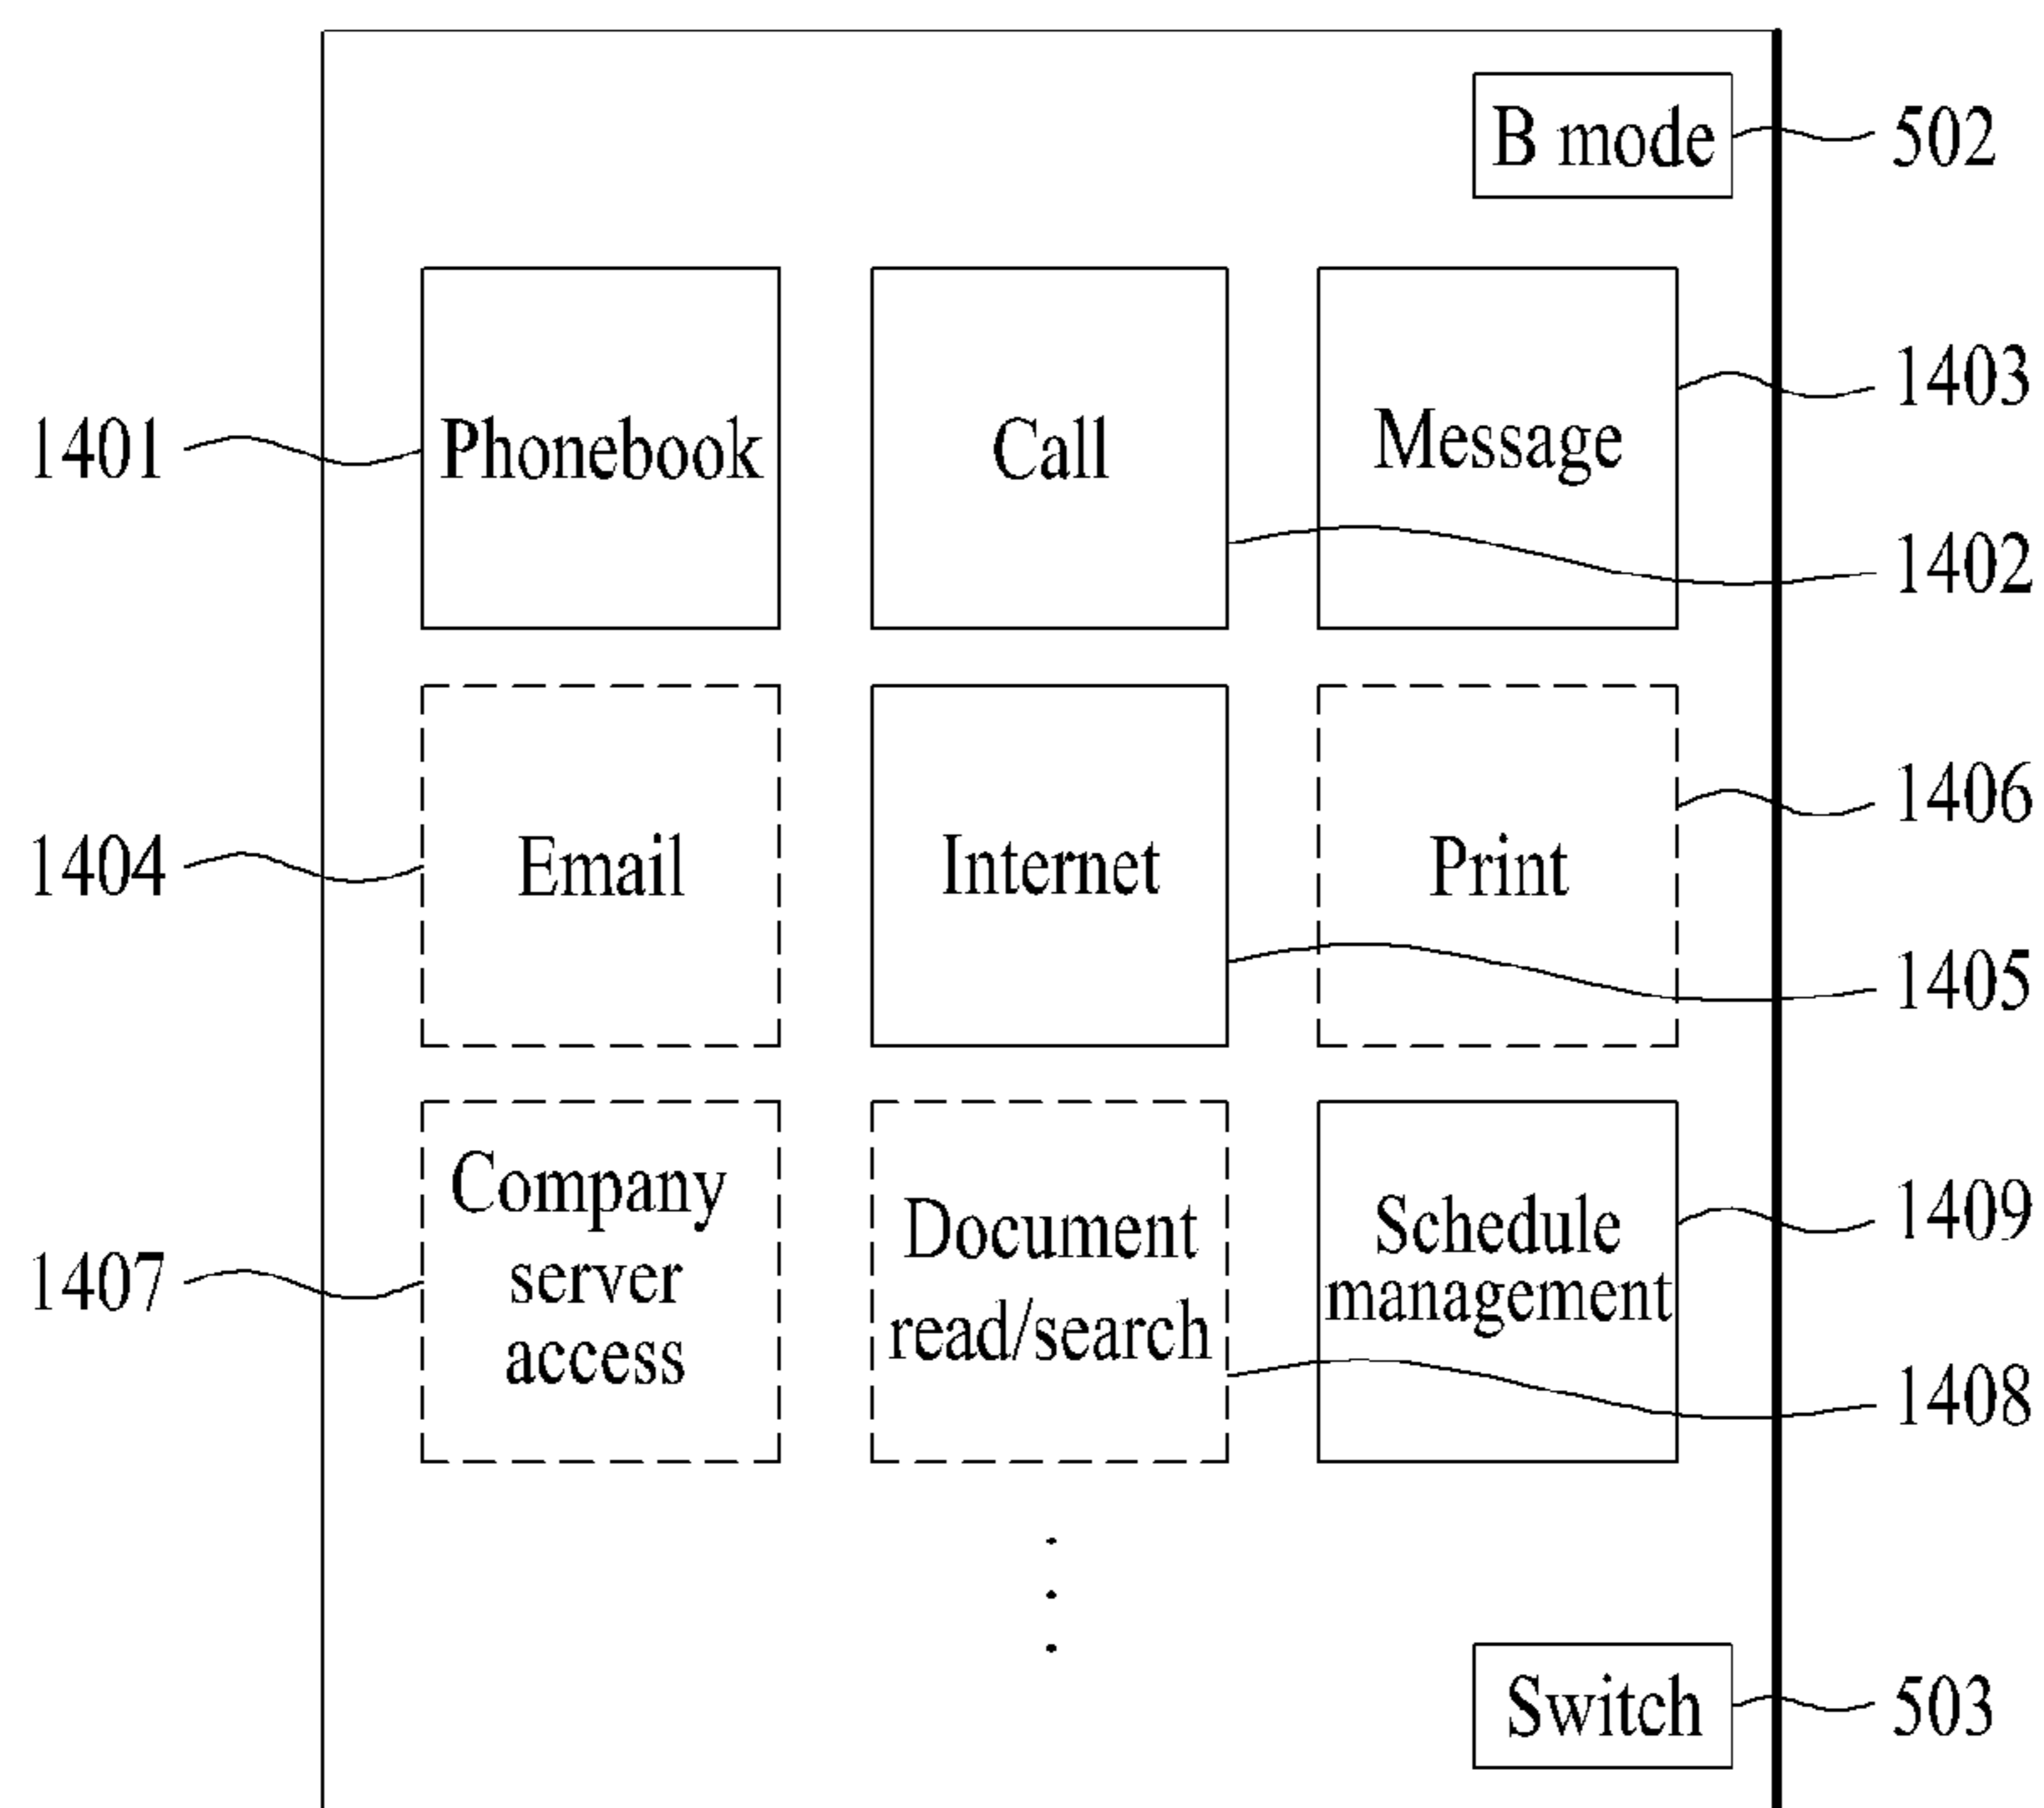 B mode
502
1401
Phonebook
Call
Message
1403
1402
1404
Email
Internet
Print
1406
1405
1407
Company
server
access
Document
read/search
Schedule
management
1409
1408
Switch
503